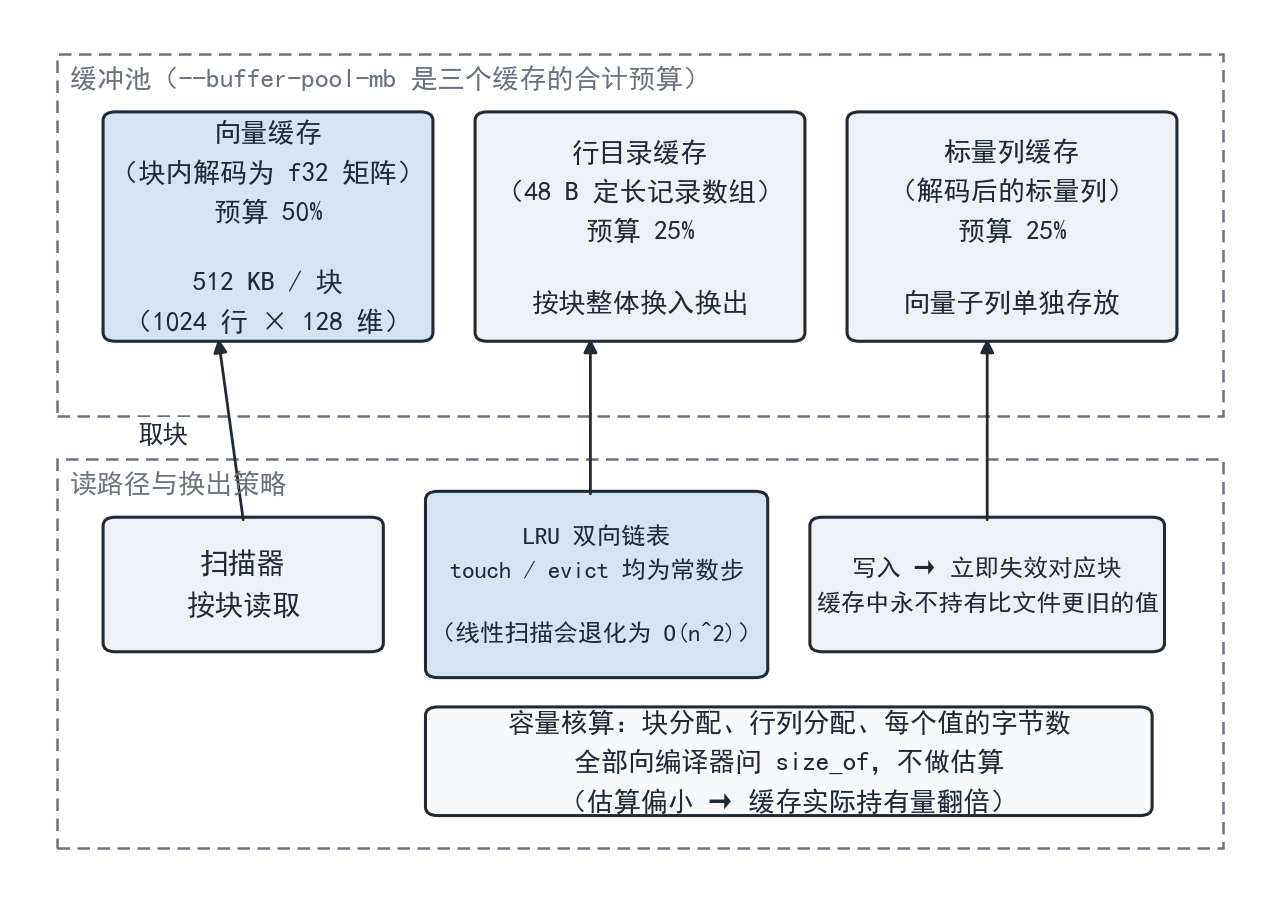 缓冲池（--buffer-pool-mb 是三个缓存的合计预算）
向量缓存
（块内解码为 f32 矩阵）
预算 50%
512 KB / 块
（1024 行 × 128 维）
行目录缓存
（48 B 定长记录数组）
预算 25%
按块整体换入换出
标量列缓存
（解码后的标量列）
预算 25%
向量子列单独存放
取块
读路径与换出策略
扫描器
按块读取
LRU 双向链表
touch / evict 均为常数步
（线性扫描会退化为 O(n^2)）
写入 → 立即失效对应块
缓存中永不持有比文件更旧的值
容量核算：块分配、行列分配、每个值的字节数
全部向编译器问 size_of，不做估算
（估算偏小 → 缓存实际持有量翻倍）